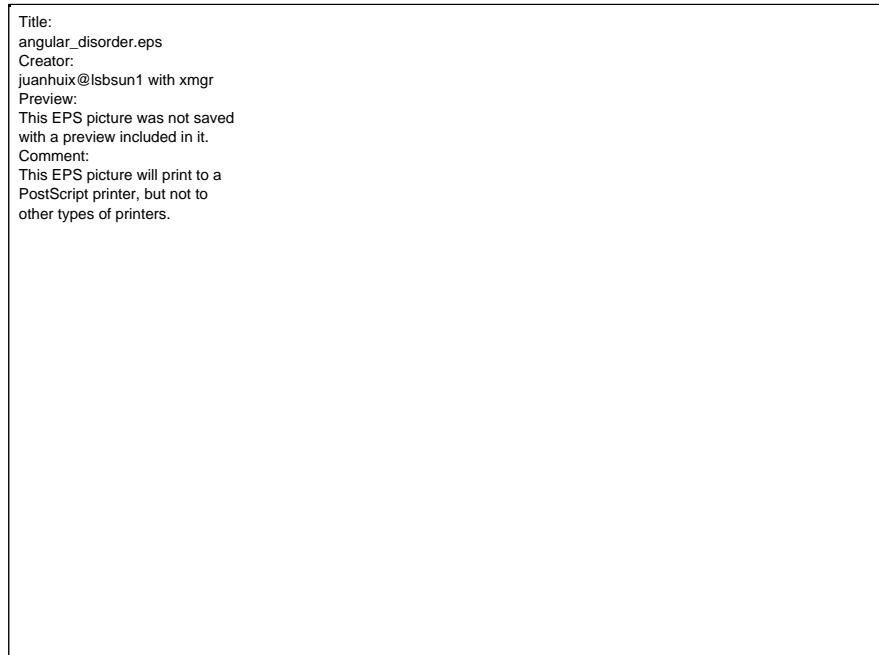 Title:
angular_disorder.eps
Creator:
juanhuix@lsbsun1 with xmgr
Preview:
This EPS picture was not saved
with a preview included in it.
Comment:
This EPS picture will print to a
PostScript printer, but not to
other types of printers.